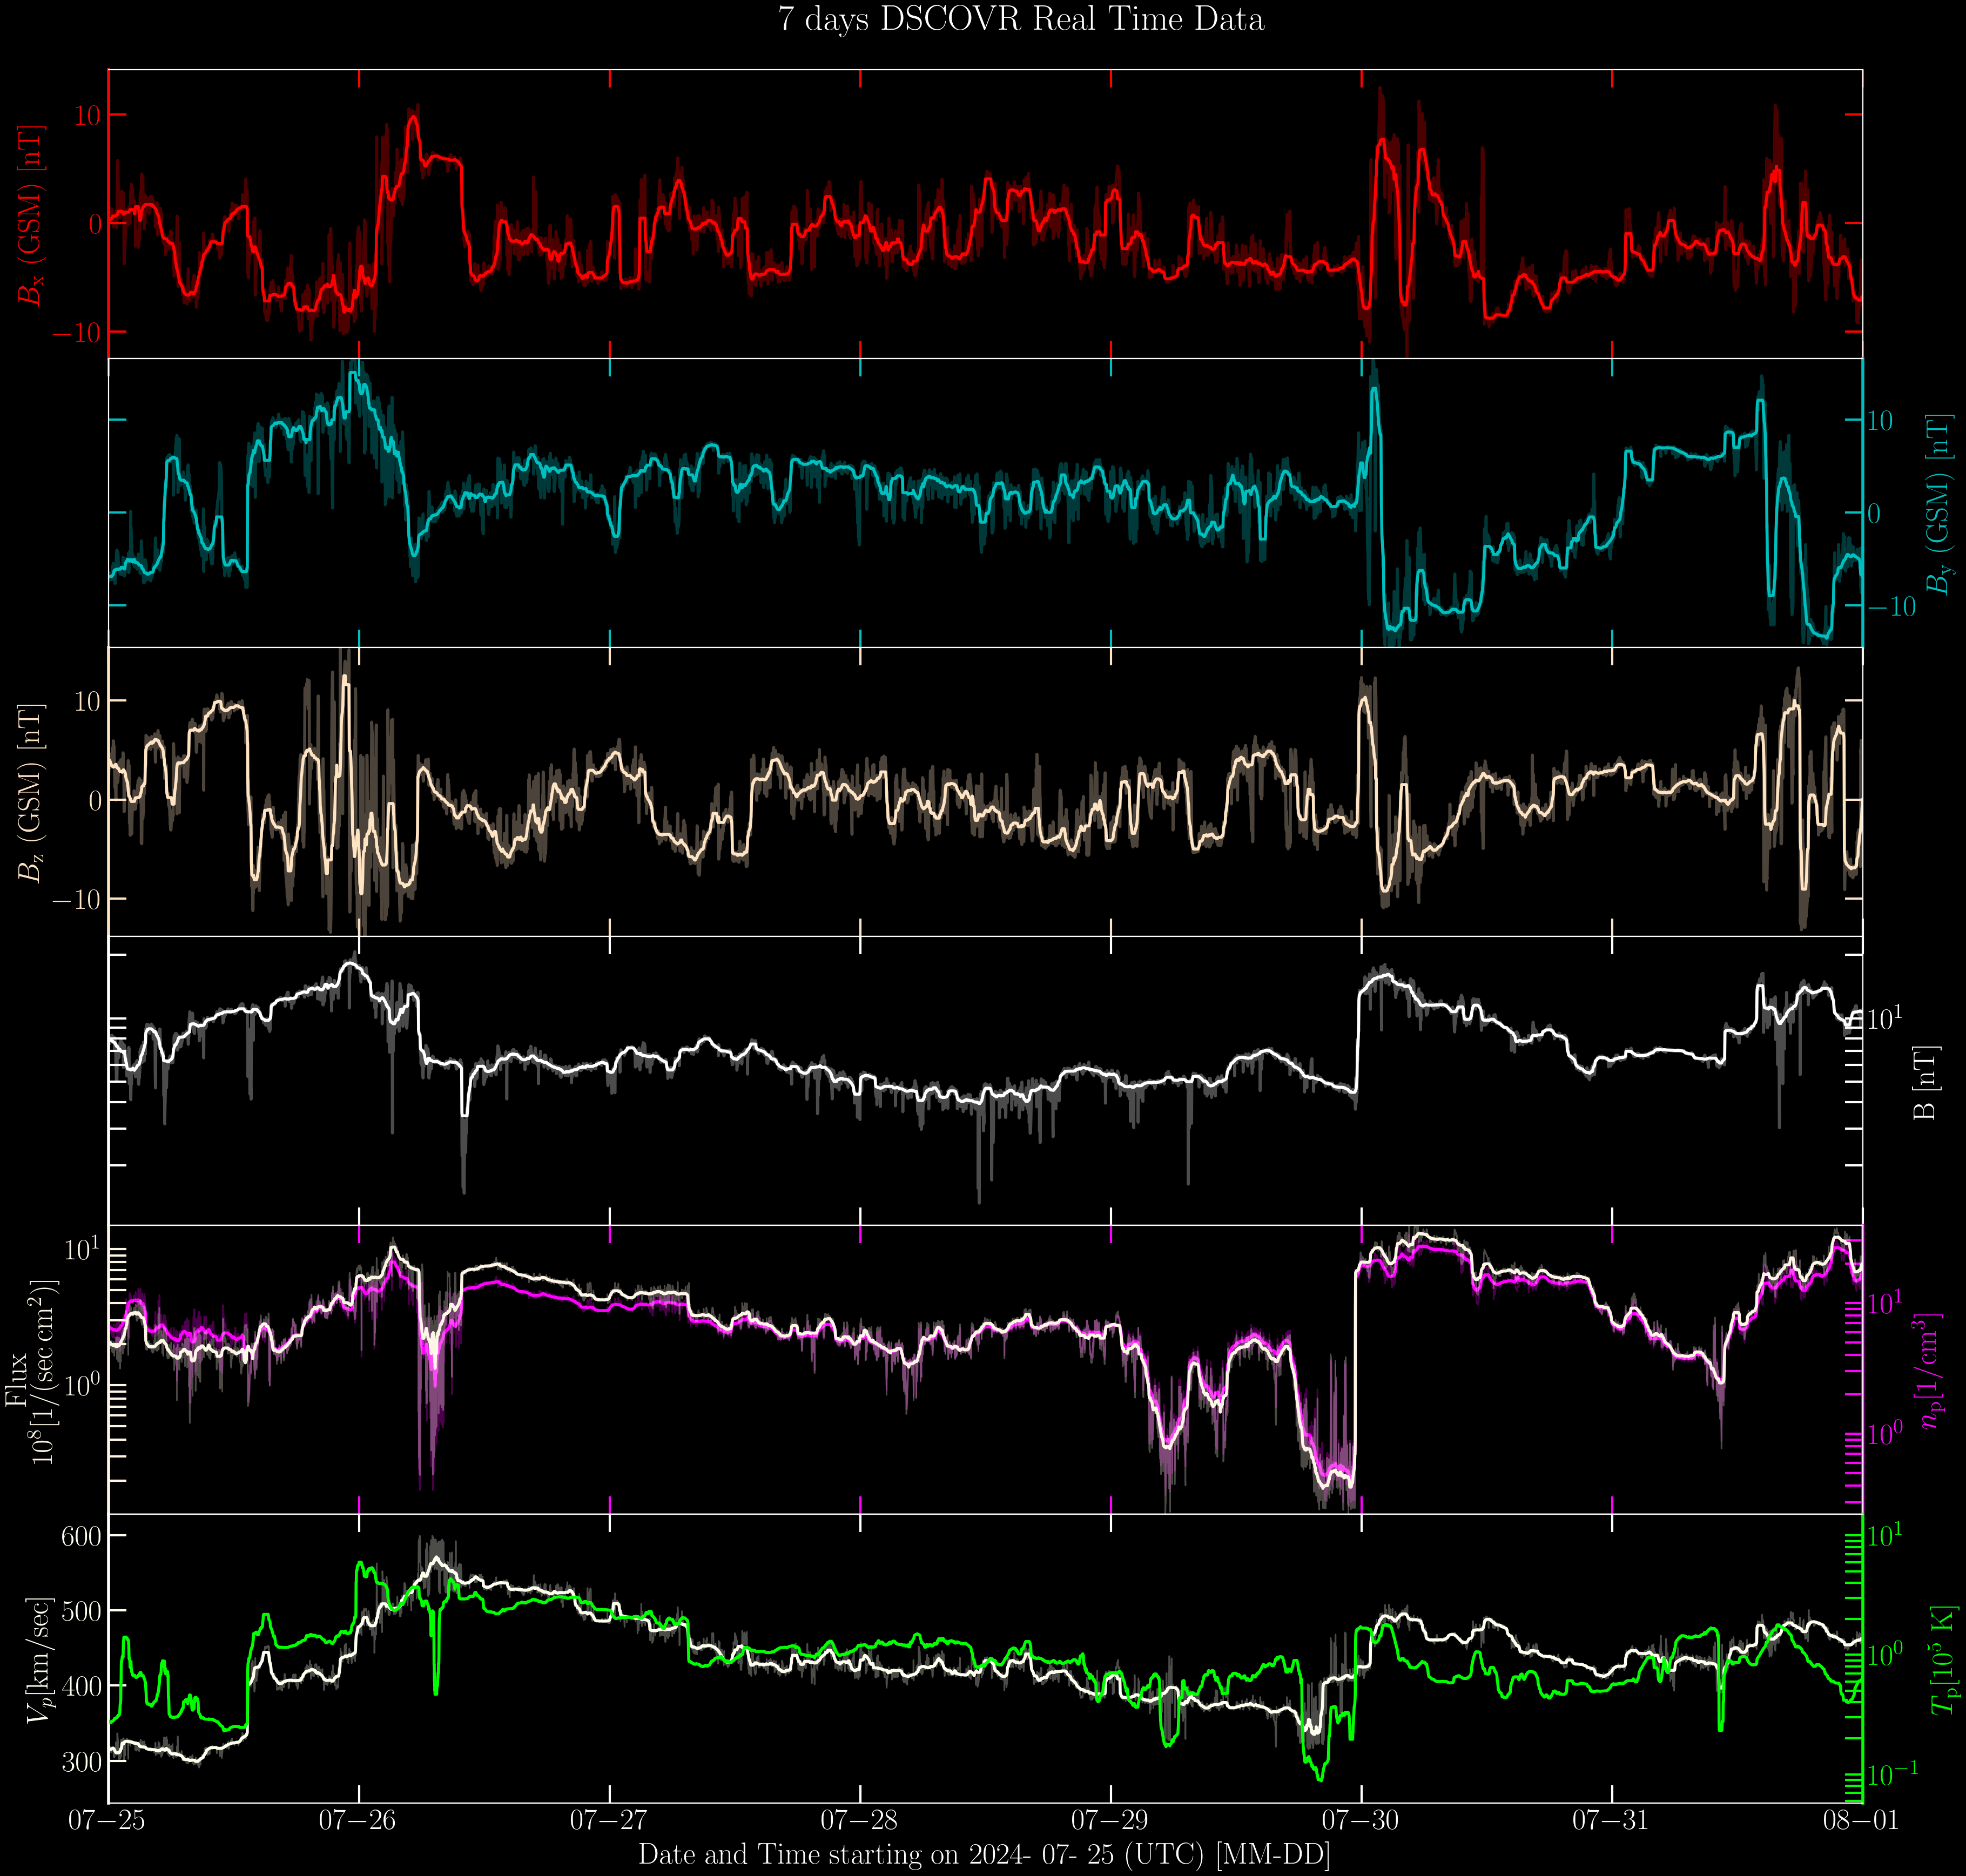 7 days DSCOVR Real Time Data
10
0
−10
Bx (GSM) [nT]
10
0
−10
By (GSM) [nT]
10
0
−10
Bz (GSM) [nT]
10¹
B [nT]
10¹
10⁰
Flux
10⁸[1/(sec cm²)]
10¹
10⁰
np[1/cm³]
600
500
400
300
Vp[km/sec]
10¹
10⁰
10⁻¹
Tp[10⁵ K]
07−25 07−26 07−27 07−28 07−29 07−30 07−31 08−01
Date and Time starting on 2024- 07- 25 (UTC) [MM-DD]